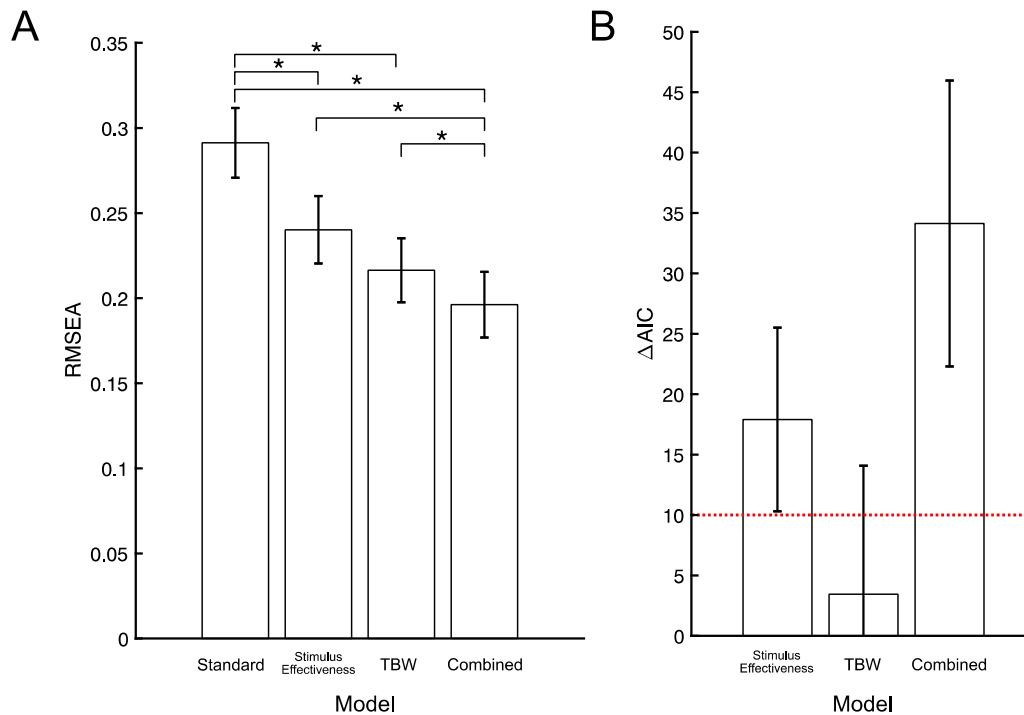 A
0.35
0.3
0.25
0.2
0.15
0.1
0.05
0
RMSEA
*
*
*
*
*
Standard
Stimulus
Effectiveness
TBW
Combined
Model
B
50
45
40
35
30
25
20
15
10
5
0
ΔAIC
Stimulus
Effectiveness
TBW
Combined
Model